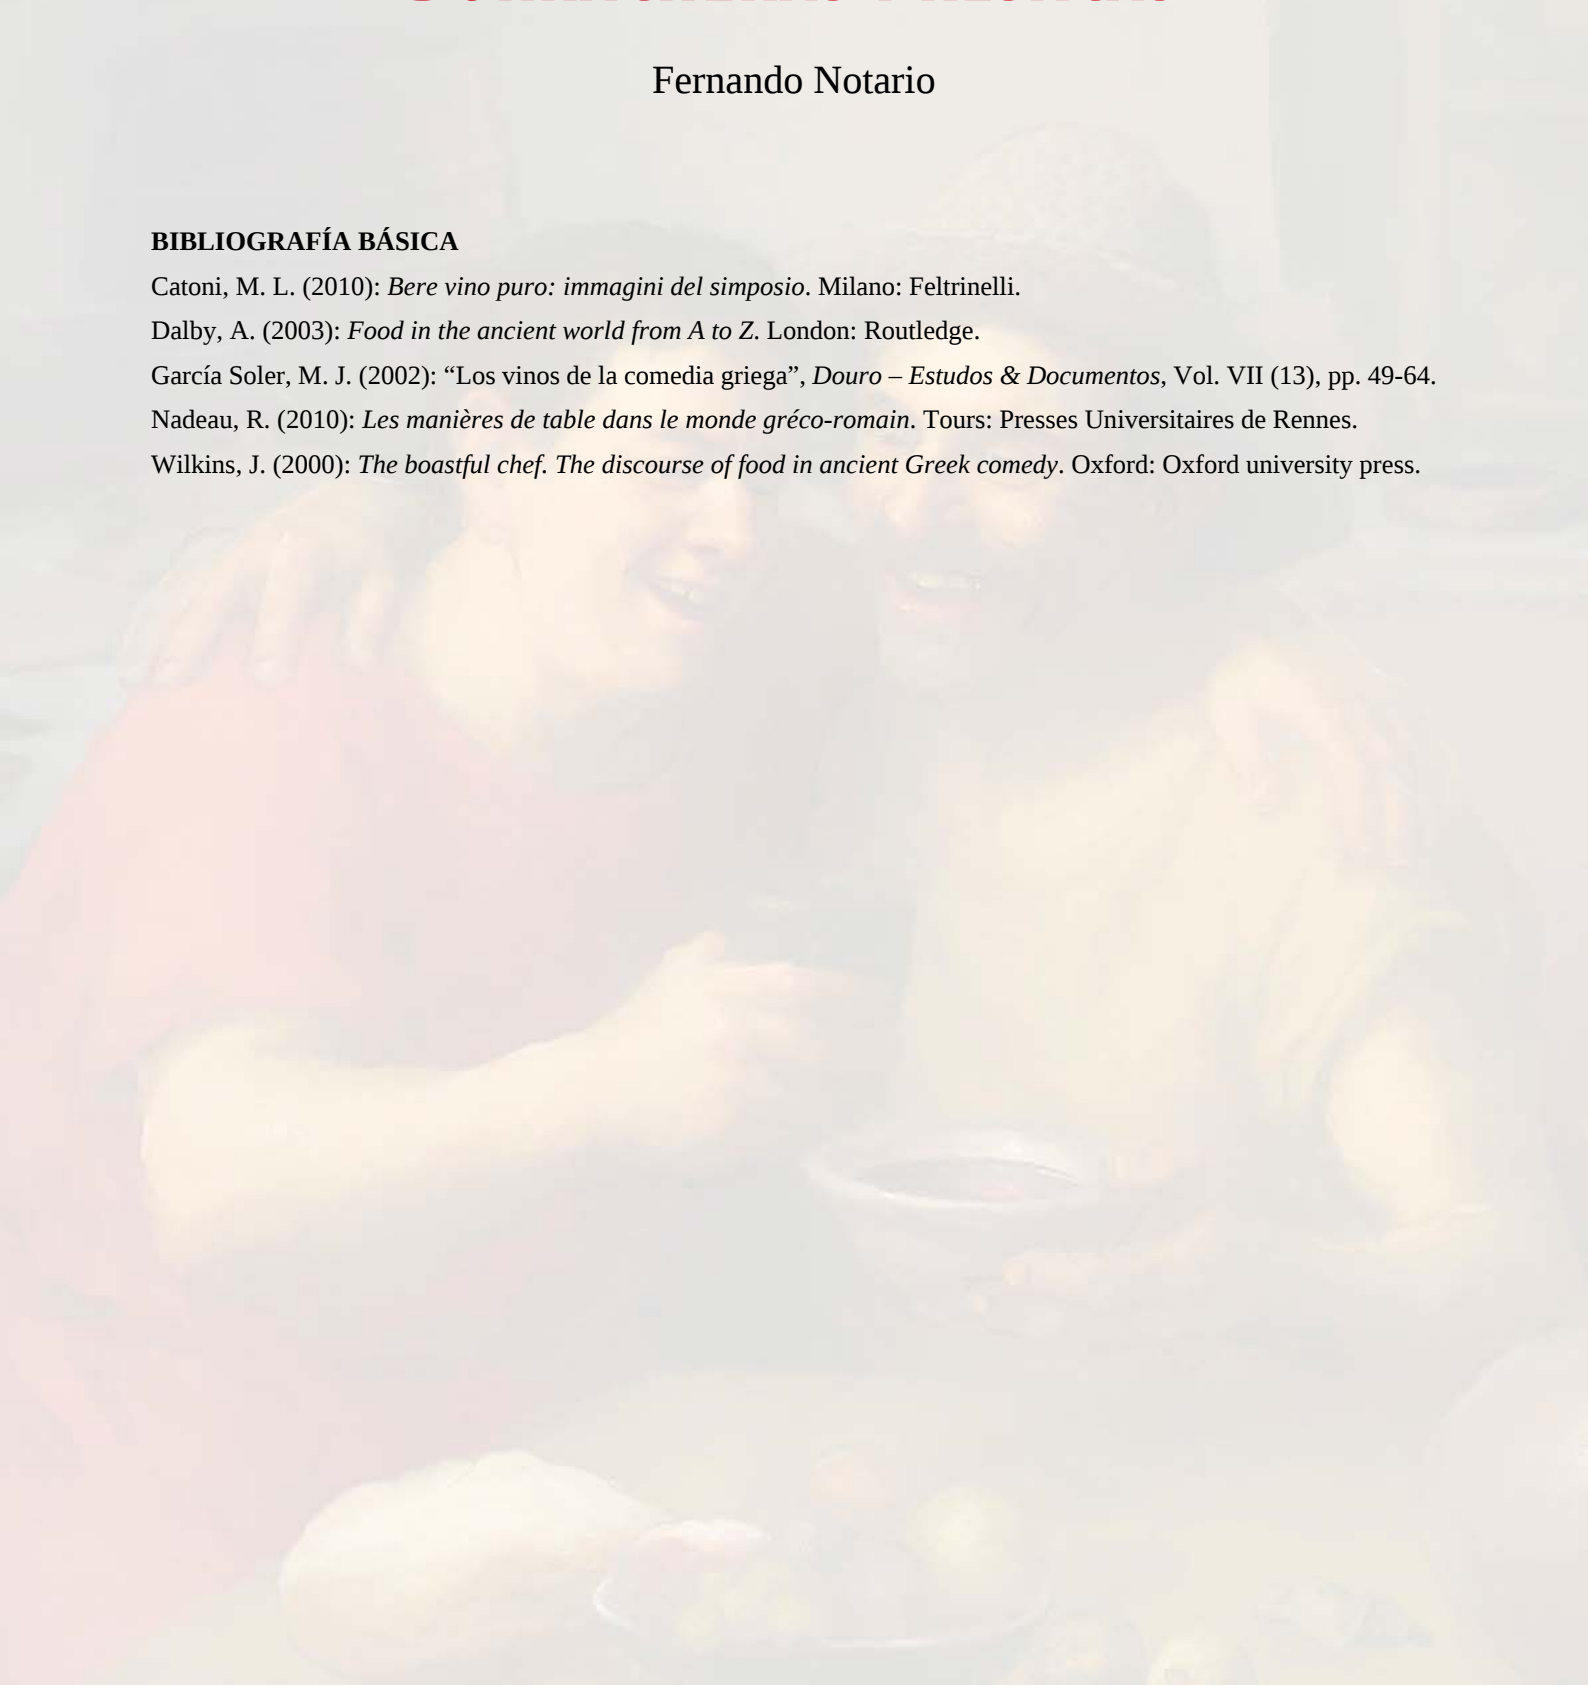 Fernando Notario
BIBLIOGRAFÍA BÁSICA
Catoni, M. L. (2010): Bere vino puro: immagini del simposio. Milano: Feltrinelli.
Dalby, A. (2003): Food in the ancient world from A to Z. London: Routledge.
García Soler, M. J. (2002): “Los vinos de la comedia griega”, Douro – Estudos & Documentos, Vol. VII (13), pp. 49-64.
Nadeau, R. (2010): Les manières de table dans le monde gréco-romain. Tours: Presses Universitaires de Rennes.
Wilkins, J. (2000): The boastful chef. The discourse of food in ancient Greek comedy. Oxford: Oxford university press.